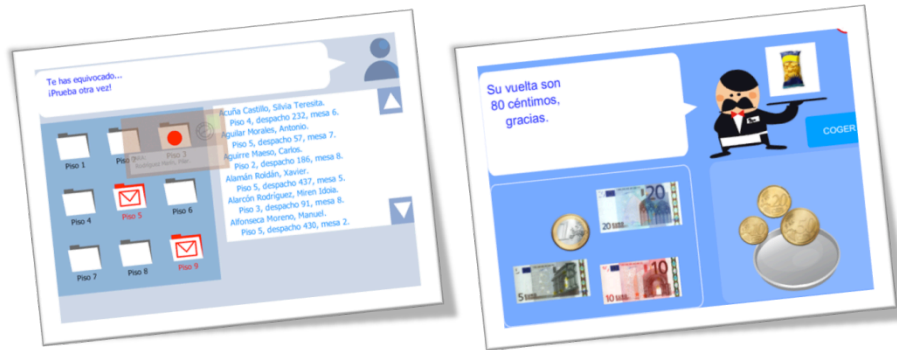 Te has equivocado...
¡Prueba otra vez!
Piso 1
Piso 3
Piso 4
Piso 5
Piso 6
Piso 7
Piso 8
Piso 9
Acuña Castillo, Silvia Teresita.
Piso 4, despacho 232, mesa 6.
Aguilar Morales, Antonio.
Piso 5, despacho 57, mesa 7.
Aguirre Maeso, Carlos.
Piso 2, despacho 186, mesa 8.
Alamán Roldán, Xavier.
Piso 5, despacho 437, mesa 5.
Alarcón Rodríguez, Miren Idoia.
Piso 3, despacho 91, mesa 8.
Alfonseca Moreno, Manuel.
Piso 5, despacho 430, mesa 2.
Su vuelta son
80 céntimos,
gracias.
COGER
20
20 EURO
5
10
10 EURO